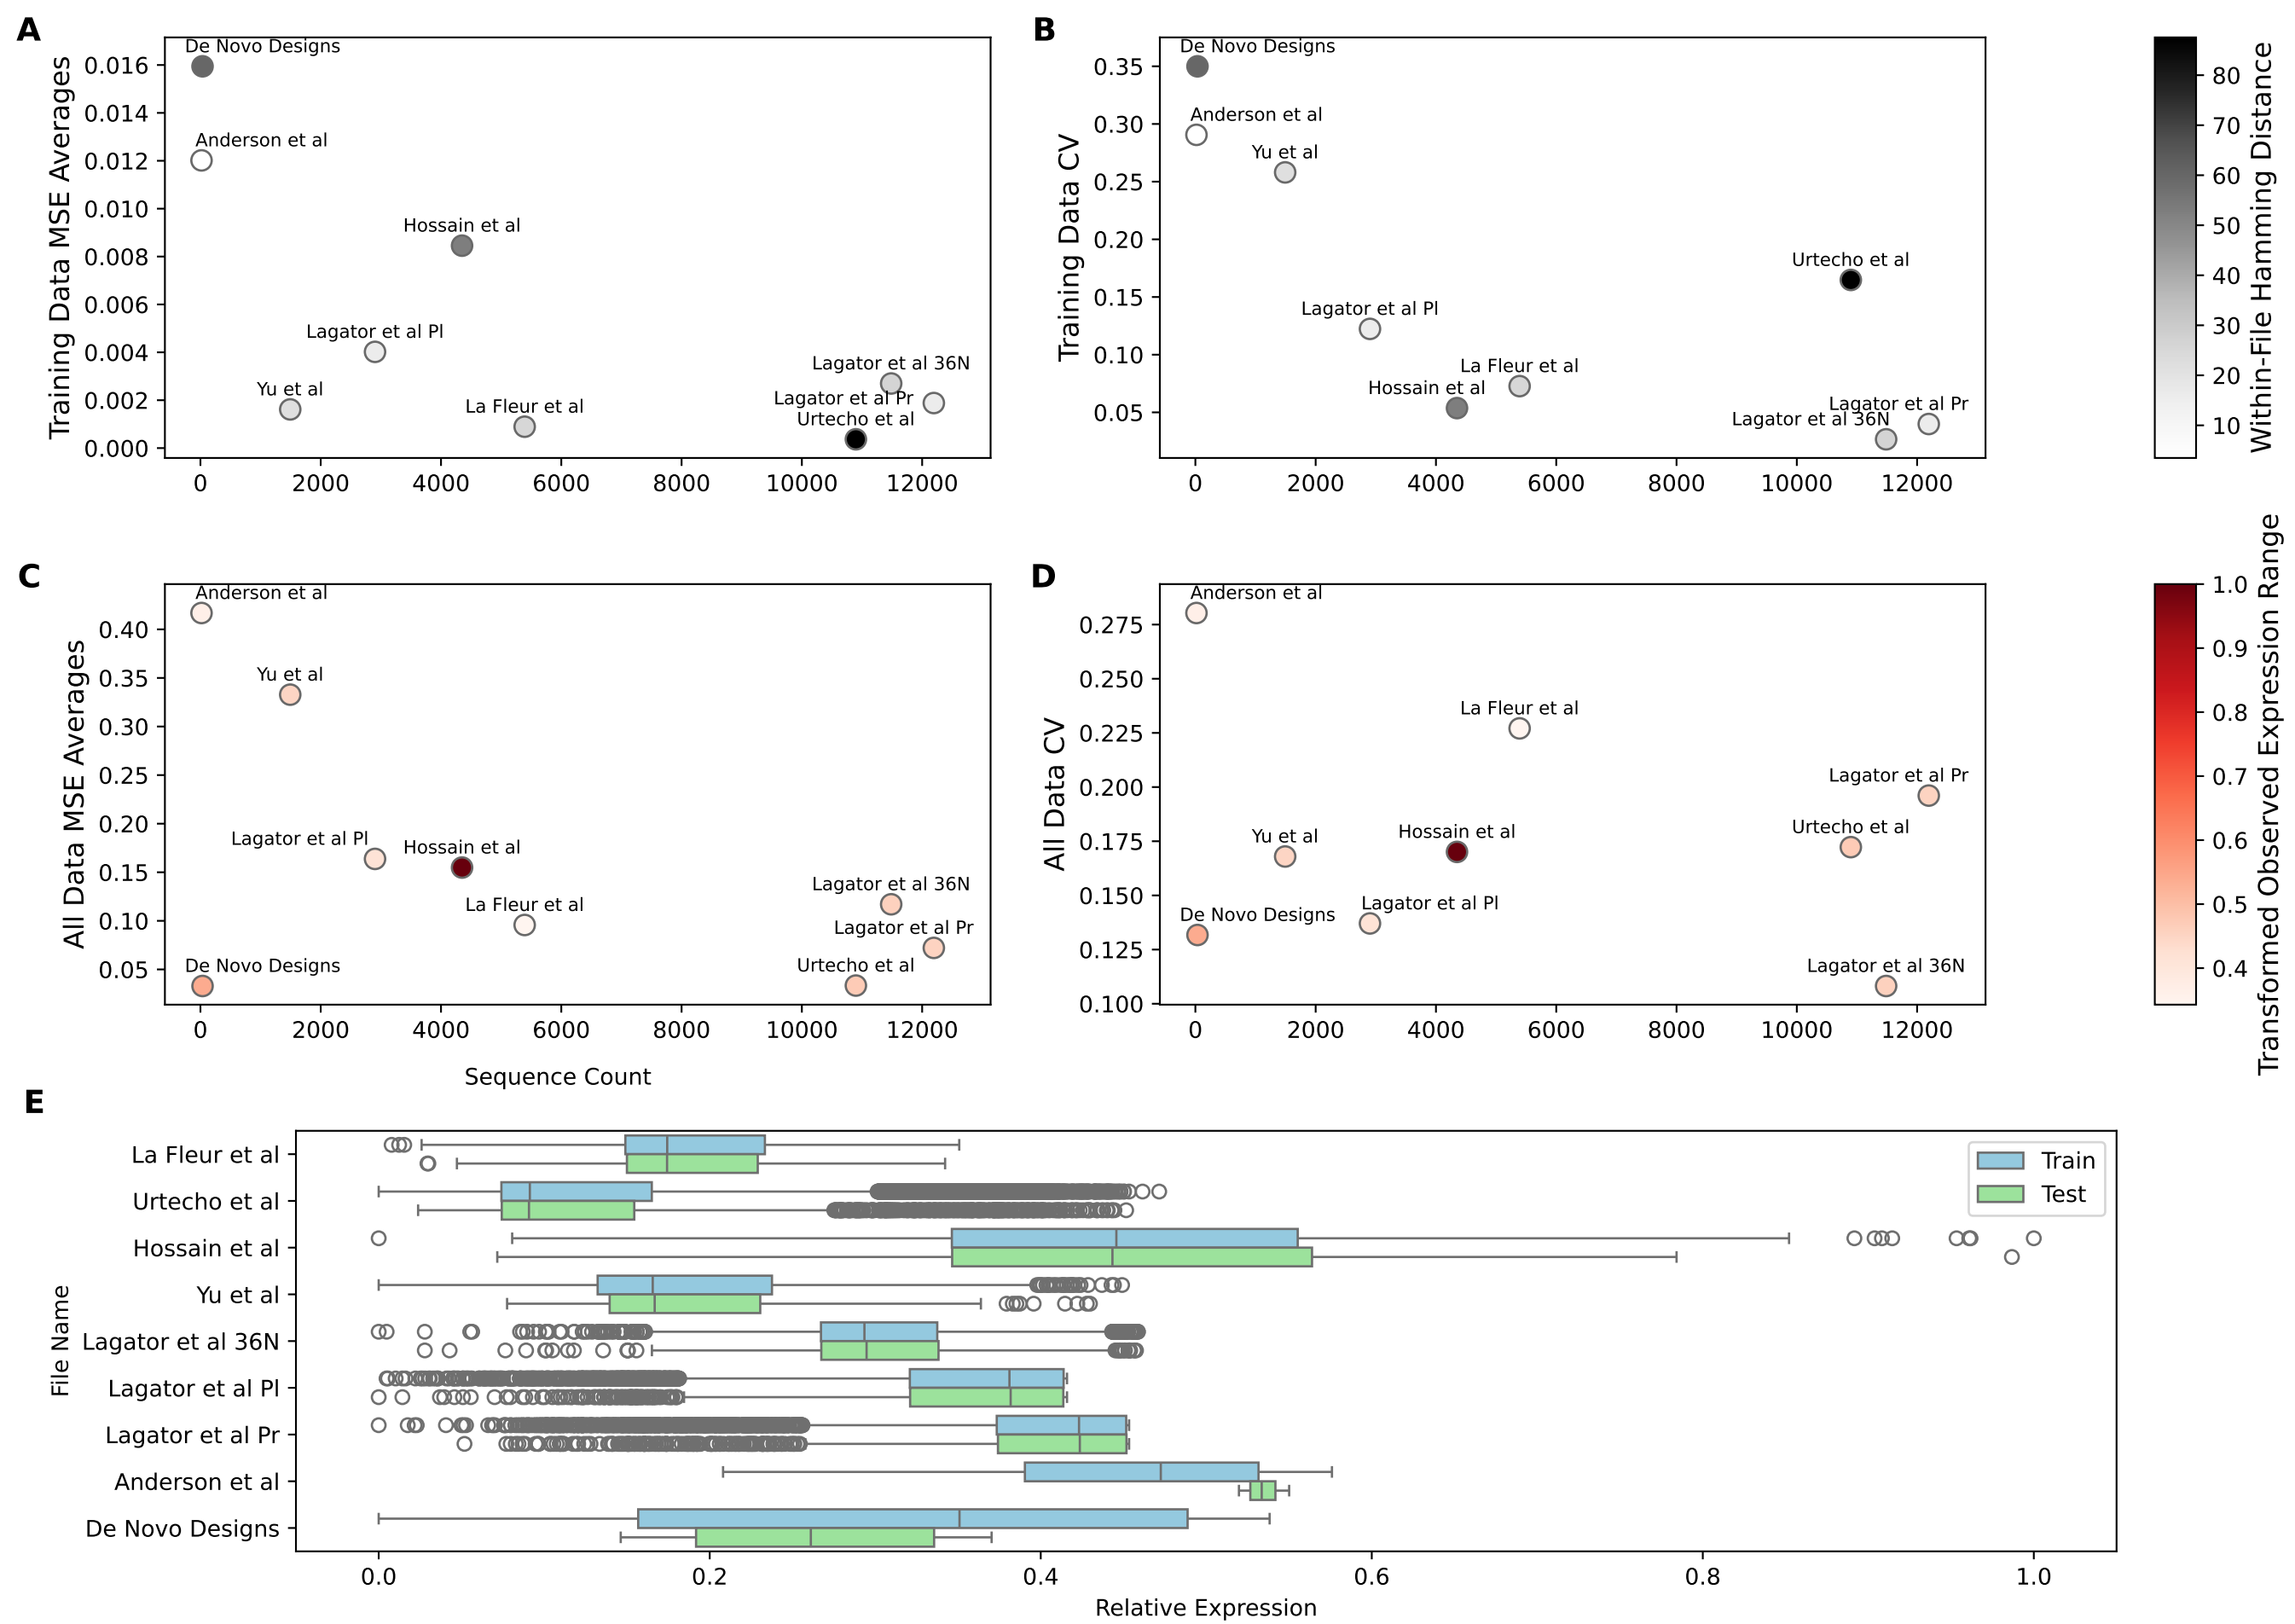 A
De Novo Designs
Anderson et al
Hossain et al
Lagator et al Pl
Yu et al
La Fleur et al
Lagator et al 36N
Lagator et al Pr
Urtecho et al
Training Data MSE Averages
0.016
0.014
0.012
0.010
0.008
0.006
0.004
0.002
0.000
0 2000 4000 6000 8000 10000 12000
B
De Novo Designs
Anderson et al
Yu et al
Urtecho et al
Lagator et al Pl
La Fleur et al
Hossain et al
Lagator et al Pr
Lagator et al 36N
Training Data CV
0.35
0.30
0.25
0.20
0.15
0.10
0.05
0 2000 4000 6000 8000 10000 12000
80
70
60
50
40
30
20
10
Within-File Hamming Distance
C
Anderson et al
Yu et al
Lagator et al Pl
Hossain et al
La Fleur et al
Lagator et al 36N
Lagator et al Pr
De Novo Designs
Urtecho et al
All Data MSE Averages
0.40
0.35
0.30
0.25
0.20
0.15
0.10
0.05
0 2000 4000 6000 8000 10000 12000
Sequence Count
D
Anderson et al
La Fleur et al
Lagator et al Pr
Yu et al
Hossain et al
Urtecho et al
De Novo Designs
Lagator et al Pl
Lagator et al 36N
All Data CV
0.275
0.250
0.225
0.200
0.175
0.150
0.125
0.100
0 2000 4000 6000 8000 10000 12000
1.0
0.9
0.8
0.7
0.6
0.5
0.4
Transformed Observed Expression Range
E
File Name
La Fleur et al
Urtecho et al
Hossain et al
Yu et al
Lagator et al 36N
Lagator et al Pl
Lagator et al Pr
Anderson et al
De Novo Designs
Train
Test
0.0 0.2 0.4 0.6 0.8 1.0
Relative Expression